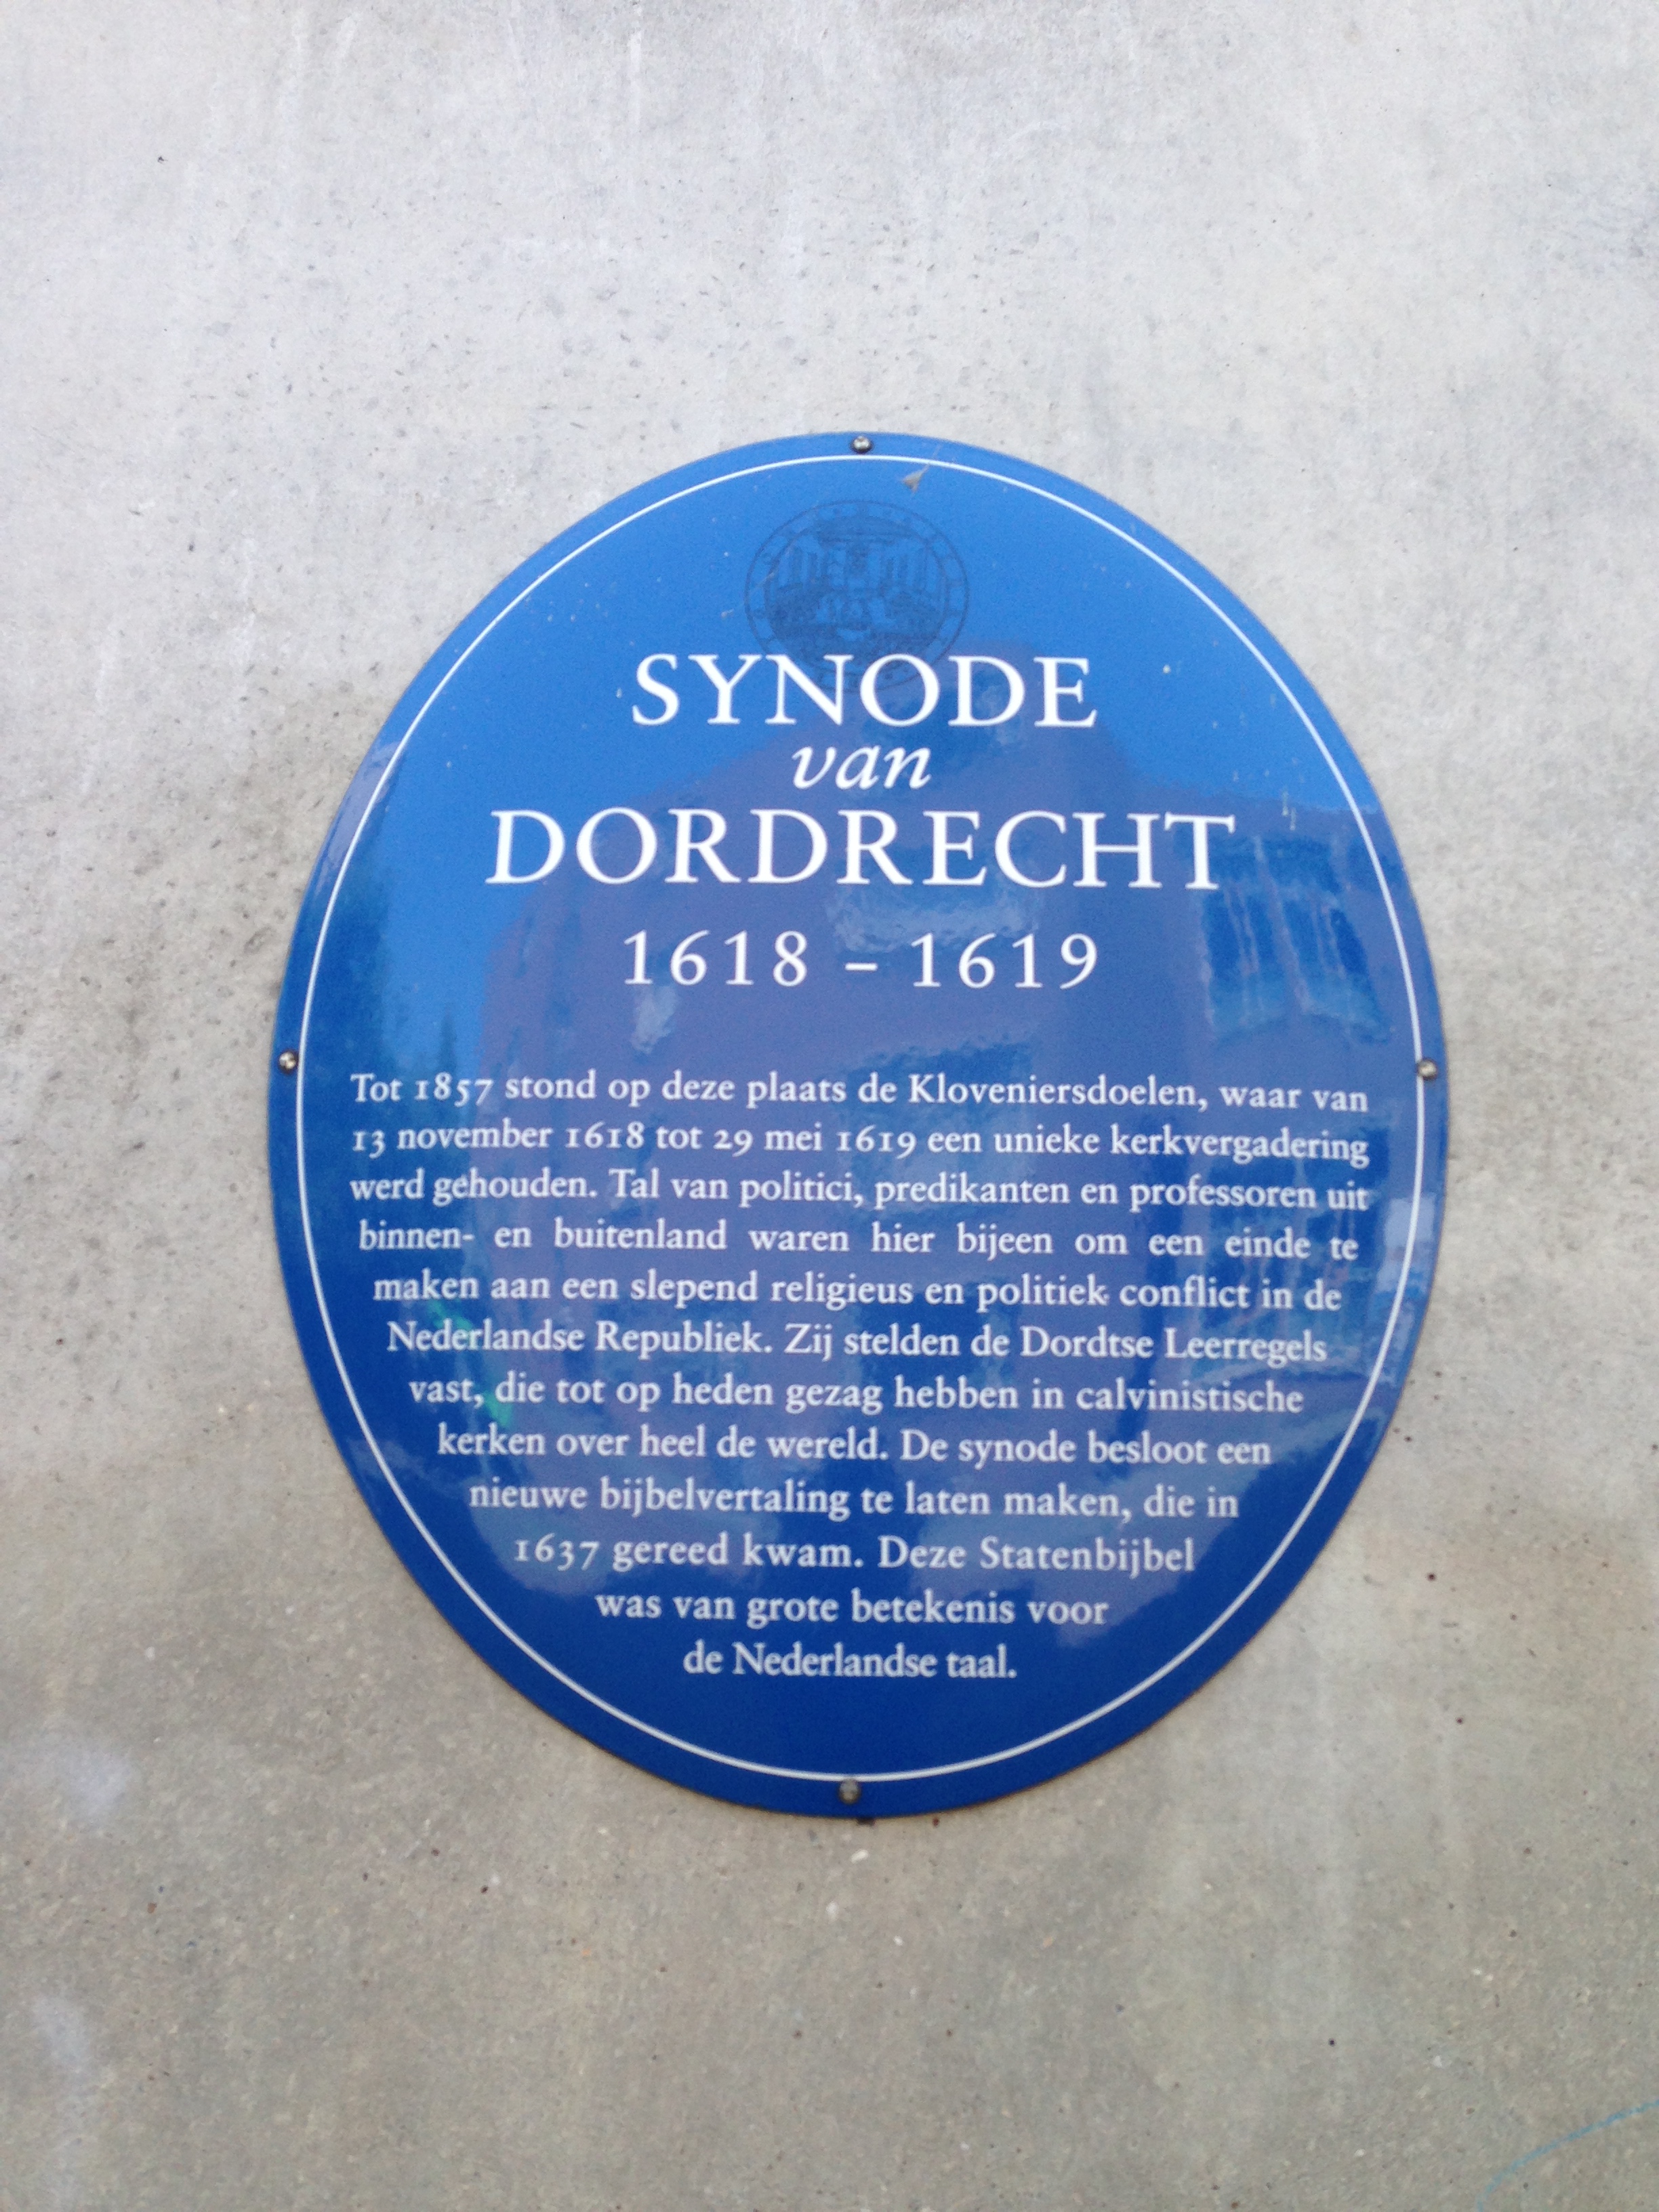 SYNODE
van
DORDRECHT
1618 – 1619
Tot 1857 stond op deze plaats de Kloveniersdoelen, waar van
13 november 1618 tot 29 mei 1619 een unieke kerkvergadering
werd gehouden. Tal van politici, predikanten en professoren uit
binnen- en buitenland waren hier bijeen om een einde te
maken aan een slepend religieus en politiek conflict in de
Nederlandse Republiek. Zij stelden de Dordtse Leerregels
vast, die tot op heden gezag hebben in calvinistische
kerken over heel de wereld. De synode besloot een
nieuwe bijbelvertaling te laten maken, die in
1637 gereed kwam. Deze Statenbijbel
was van grote betekenis voor
de Nederlandse taal.